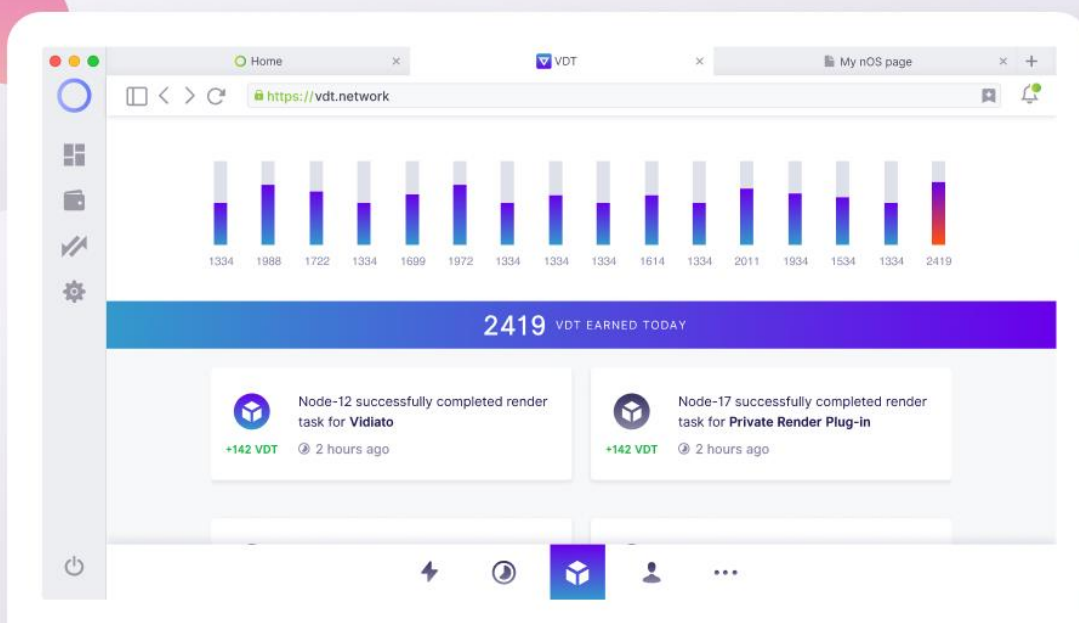 Home
VDT
My nOS page
https://vdt.network
1334 1988 1722 1334 1699 1972 1334 1334 1334 1614 1334 2011 1934 1534 1334 2419
2419 VDT EARNED TODAY
Node-12 successfully completed render
task for Vidiato
+142 VDT 2 hours ago
Node-17 successfully completed render
task for Private Render Plug-in
+142 VDT 2 hours ago